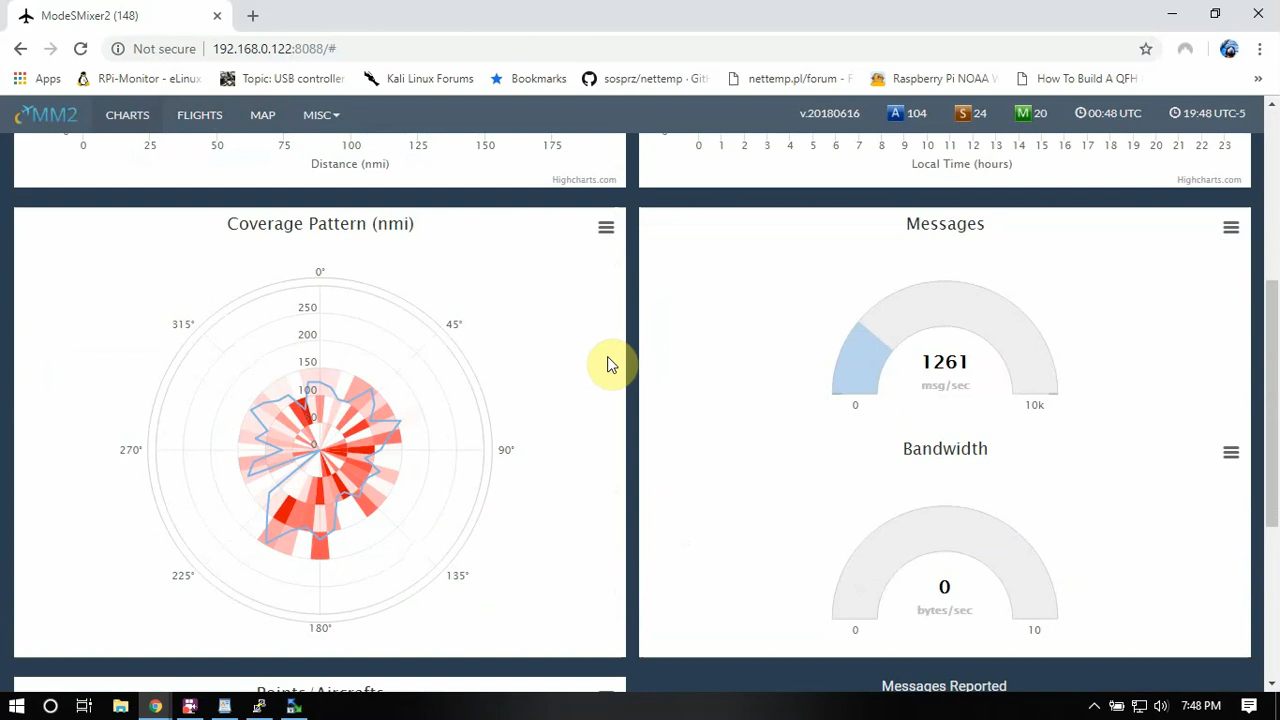 ModeSMixer2 (148)
Not secure | 192.168.0.122:8088/#
Apps RPi-Monitor - eLinux Topic: USB controller Kali Linux Forums Bookmarks sosprz/nettemp · Git nettemp.pl/forum - F Raspberry Pi NOAA How To Build A QFH »
MM2 CHARTS FLIGHTS MAP MISC v.20180616 A 104 S 24 M 20 00:48 UTC 19:48 UTC-5
0 25 50 75 100 125 150 175
Distance (nmi)
Highcharts.com
0 1 2 3 4 5 6 7 8 9 10 11 12 13 14 15 16 17 18 19 20 21 22 23
Local Time (hours)
Highcharts.com
Coverage Pattern (nmi)
0°
250
315° 45°
200
150
100
50
270° 0 90°
225° 135°
180°
Messages
1261
msg/sec
0 10k
Bandwidth
0
bytes/sec
0 10
Points/Aircrafts
Messages Reported
7:48 PM